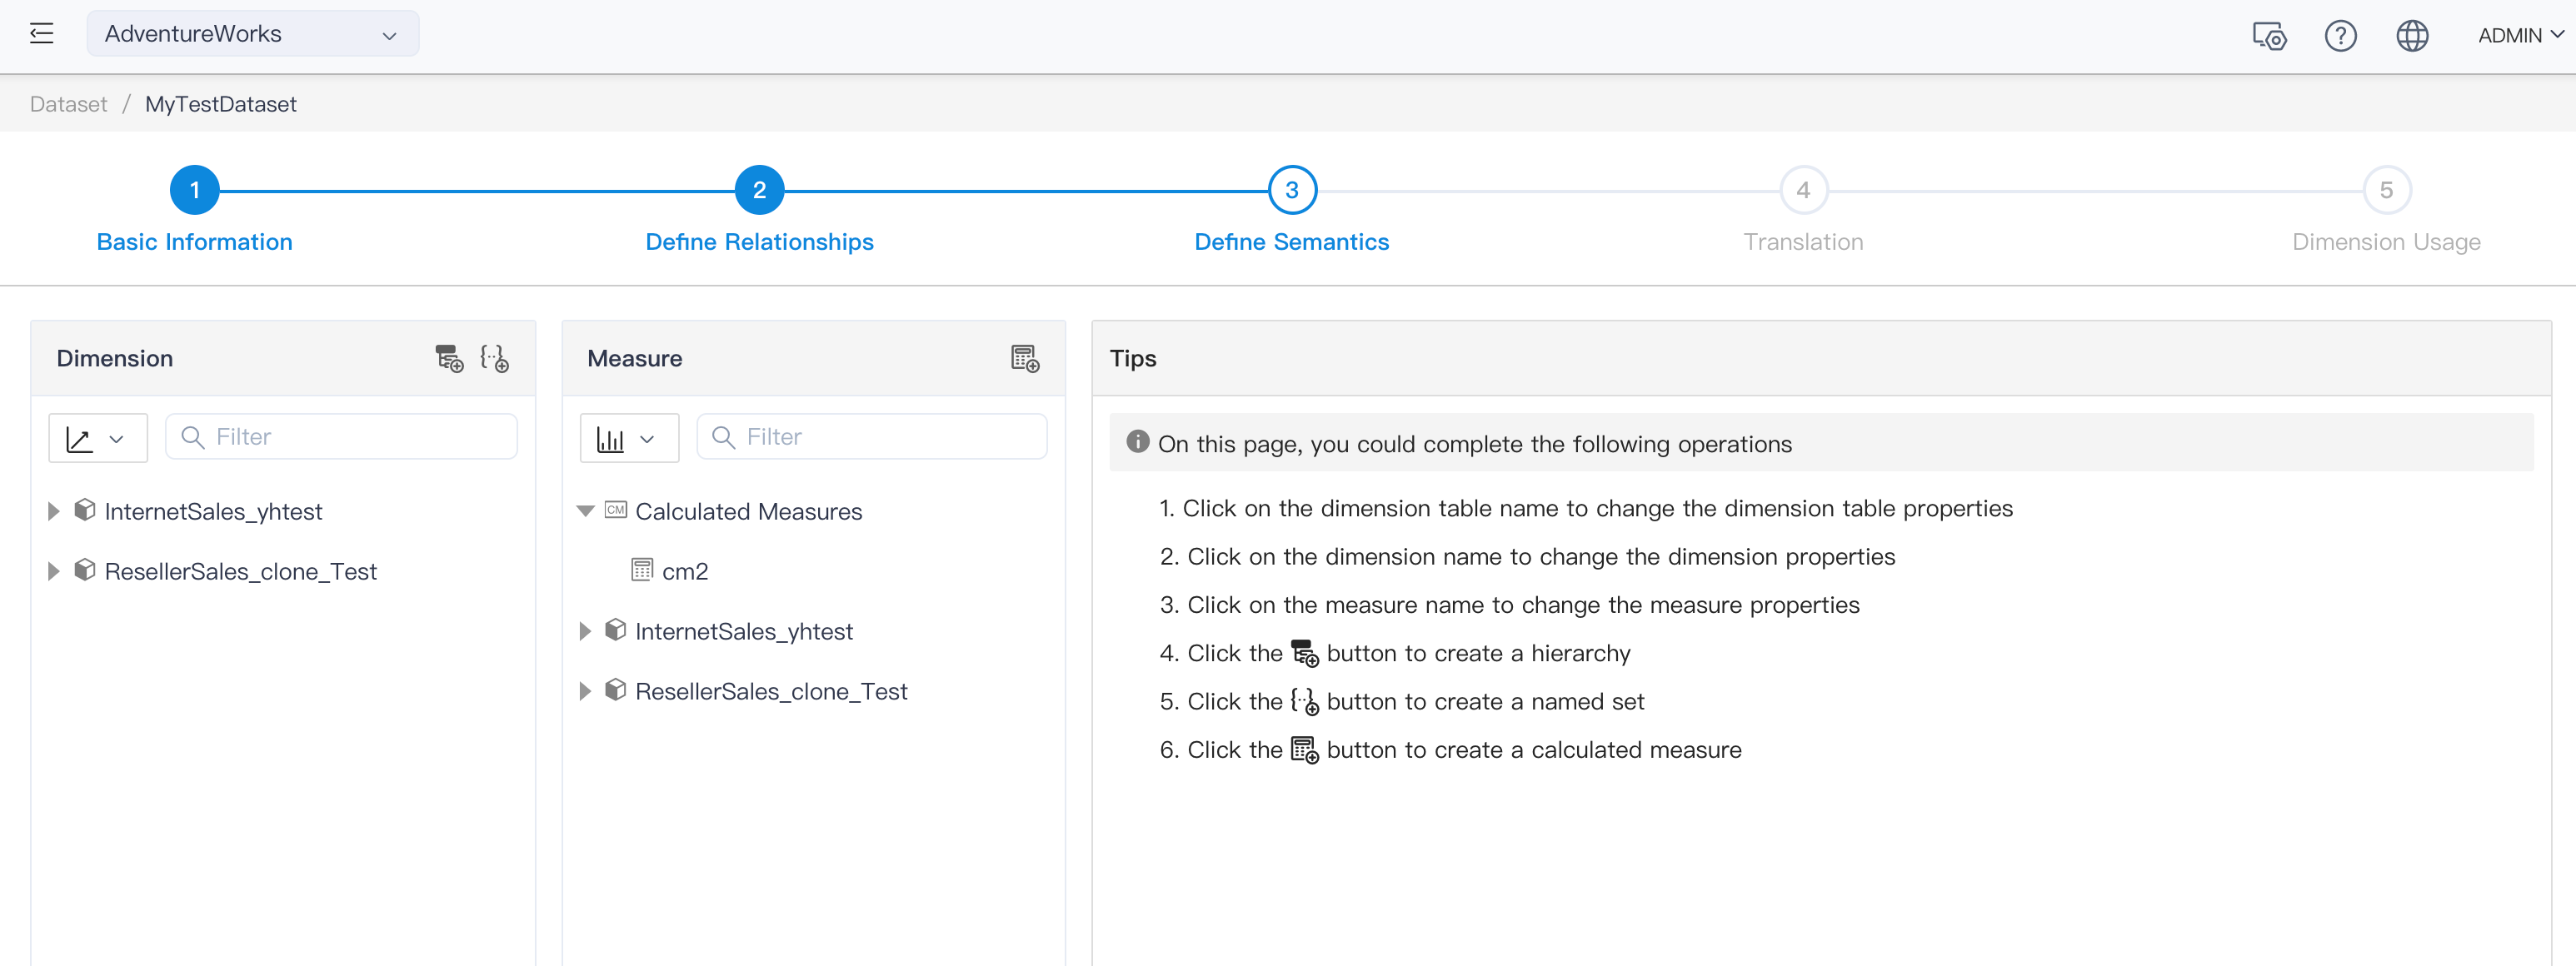 AdventureWorks
ADMIN
Dataset / MyTestDataset
1
2
3
4
5
Basic Information
Define Relationships
Define Semantics
Translation
Dimension Usage
Dimension
Filter
InternetSales_yhtest
ResellerSales_clone_Test
Measure
Filter
CM Calculated Measures
cm2
InternetSales_yhtest
ResellerSales_clone_Test
Tips
On this page, you could complete the following operations
1. Click on the dimension table name to change the dimension table properties
2. Click on the dimension name to change the dimension properties
3. Click on the measure name to change the measure properties
4. Click the button to create a hierarchy
5. Click the button to create a named set
6. Click the button to create a calculated measure